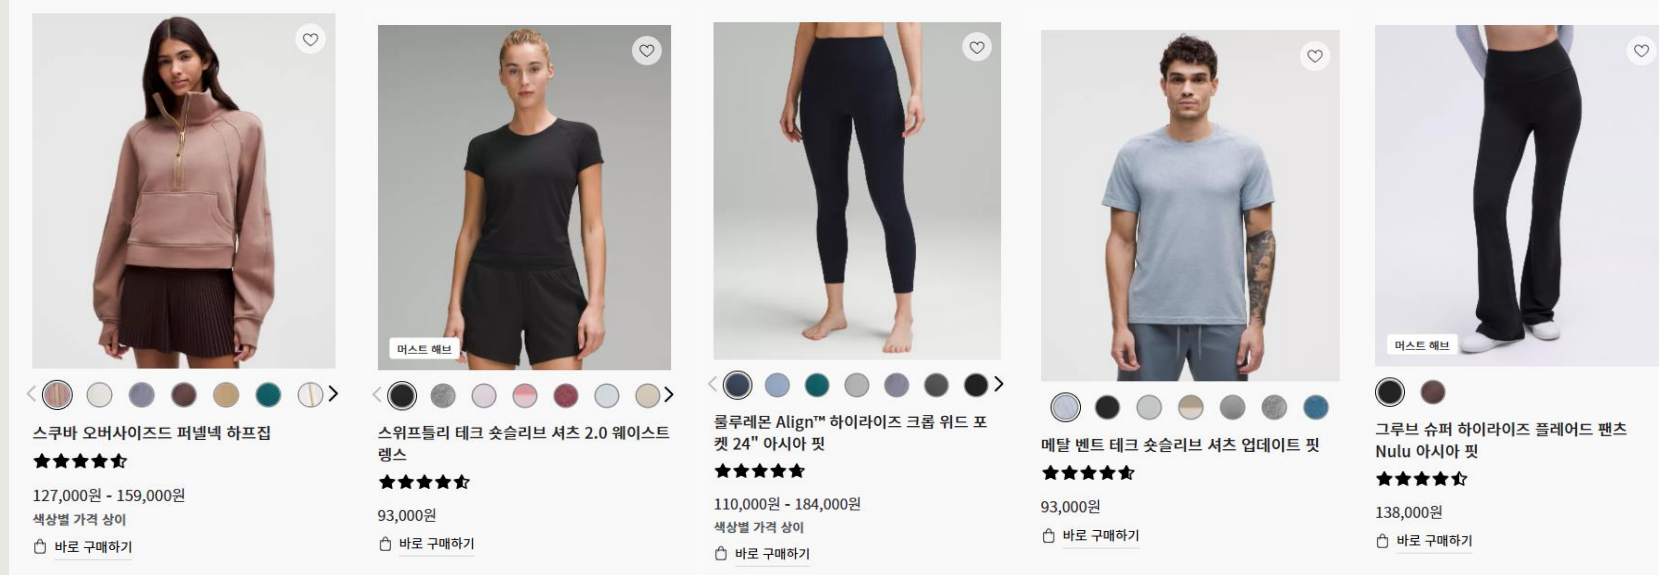 스쿠바 오버사이즈드 퍼넬넥 하프집
127,000원 - 159,000원
색상별 가격 상이
바로 구매하기
머스트 해브
스위프틀리 테크 숏슬리브 셔츠 2.0 웨이스트
렝스
93,000원
바로 구매하기
룰루레몬 Align™ 하이라이즈 크롭 위드 포
켓 24" 아시아 핏
110,000원 - 184,000원
색상별 가격 상이
바로 구매하기
메탈 벤트 테크 숏슬리브 셔츠 업데이트 핏
93,000원
바로 구매하기
머스트 해브
그루브 슈퍼 하이라이즈 플레어드 팬츠
Nulu 아시아 핏
138,000원
바로 구매하기